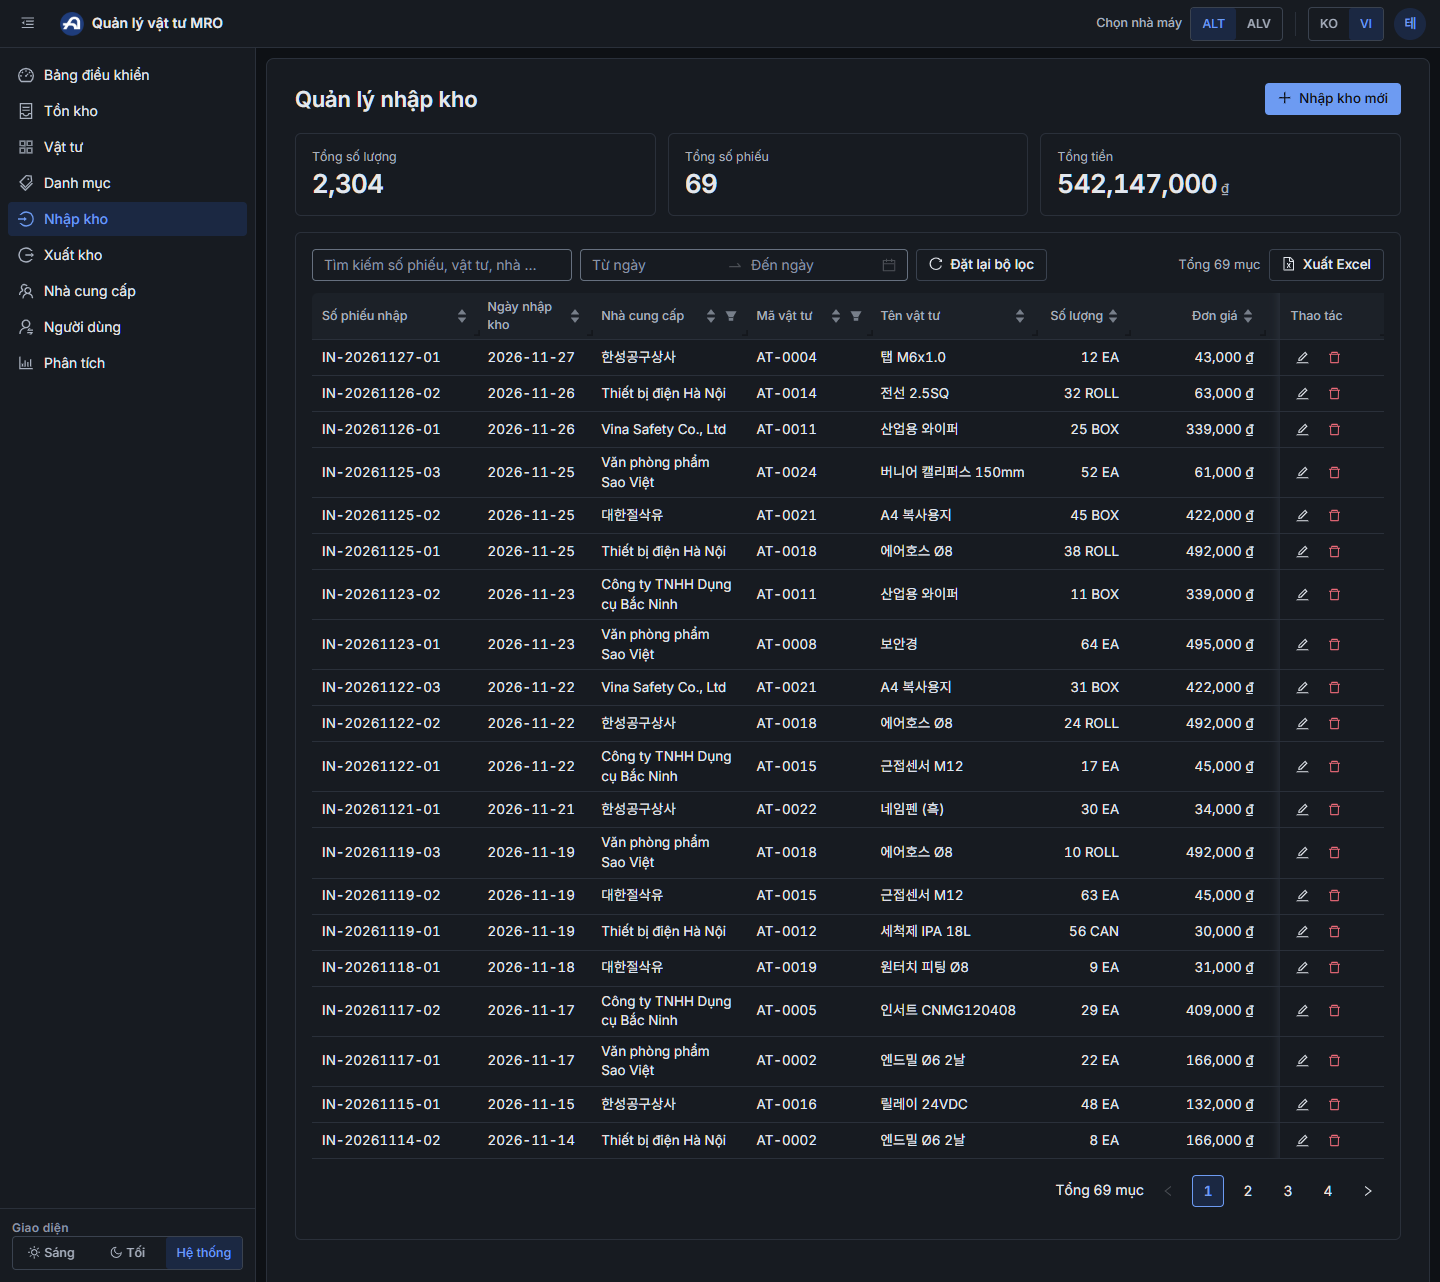 Quản lý vật tư MRO
Chọn nhà máy
ALT
ALV
KO
VI
테
Bảng điều khiển
Tồn kho
Vật tư
Danh mục
Nhập kho
Xuất kho
Nhà cung cấp
Người dùng
Phân tích
Quản lý nhập kho
Nhập kho mới
Tổng số lượng
2,304
Tổng số phiếu
69
Tổng tiền
542,147,000 ₫
Tìm kiếm số phiếu, vật tư, nhà ...
Từ ngày
Đến ngày
Đặt lại bộ lọc
Tổng 69 mục
Xuất Excel
Số phiếu nhập
Ngày nhập kho
Nhà cung cấp
Mã vật tư
Tên vật tư
Số lượng
Đơn giá
Thao tác
IN-20261127-01 2026-11-27 한성공구상사 AT-0004 탭 M6x1.0 12 EA 43,000 ₫
IN-20261126-02 2026-11-26 Thiết bị điện Hà Nội AT-0014 전선 2.5SQ 32 ROLL 63,000 ₫
IN-20261126-01 2026-11-26 Vina Safety Co., Ltd AT-0011 산업용 와이퍼 25 BOX 339,000 ₫
IN-20261125-03 2026-11-25 Văn phòng phẩm Sao Việt AT-0024 버니어 캘리퍼스 150mm 52 EA 61,000 ₫
IN-20261125-02 2026-11-25 대한절삭유 AT-0021 A4 복사용지 45 BOX 422,000 ₫
IN-20261125-01 2026-11-25 Thiết bị điện Hà Nội AT-0018 에어호스 Ø8 38 ROLL 492,000 ₫
IN-20261123-02 2026-11-23 Công ty TNHH Dụng cụ Bắc Ninh AT-0011 산업용 와이퍼 11 BOX 339,000 ₫
IN-20261123-01 2026-11-23 Văn phòng phẩm Sao Việt AT-0008 보안경 64 EA 495,000 ₫
IN-20261122-03 2026-11-22 Vina Safety Co., Ltd AT-0021 A4 복사용지 31 BOX 422,000 ₫
IN-20261122-02 2026-11-22 한성공구상사 AT-0018 에어호스 Ø8 24 ROLL 492,000 ₫
IN-20261122-01 2026-11-22 Công ty TNHH Dụng cụ Bắc Ninh AT-0015 근접센서 M12 17 EA 45,000 ₫
IN-20261121-01 2026-11-21 한성공구상사 AT-0022 네임펜 (흑) 30 EA 34,000 ₫
IN-20261119-03 2026-11-19 Văn phòng phẩm Sao Việt AT-0018 에어호스 Ø8 10 ROLL 492,000 ₫
IN-20261119-02 2026-11-19 대한절삭유 AT-0015 근접센서 M12 63 EA 45,000 ₫
IN-20261119-01 2026-11-19 Thiết bị điện Hà Nội AT-0012 세척제 IPA 18L 56 CAN 30,000 ₫
IN-20261118-01 2026-11-18 대한절삭유 AT-0019 원터치 피팅 Ø8 9 EA 31,000 ₫
IN-20261117-02 2026-11-17 Công ty TNHH Dụng cụ Bắc Ninh AT-0005 인서트 CNMG120408 29 EA 409,000 ₫
IN-20261117-01 2026-11-17 Văn phòng phẩm Sao Việt AT-0002 엔드밀 Ø6 2날 22 EA 166,000 ₫
IN-20261115-01 2026-11-15 한성공구상사 AT-0016 릴레이 24VDC 48 EA 132,000 ₫
IN-20261114-02 2026-11-14 Thiết bị điện Hà Nội AT-0002 엔드밀 Ø6 2날 8 EA 166,000 ₫
Tổng 69 mục
1
2
3
4
Giao diện
Sáng
Tối
Hệ thống